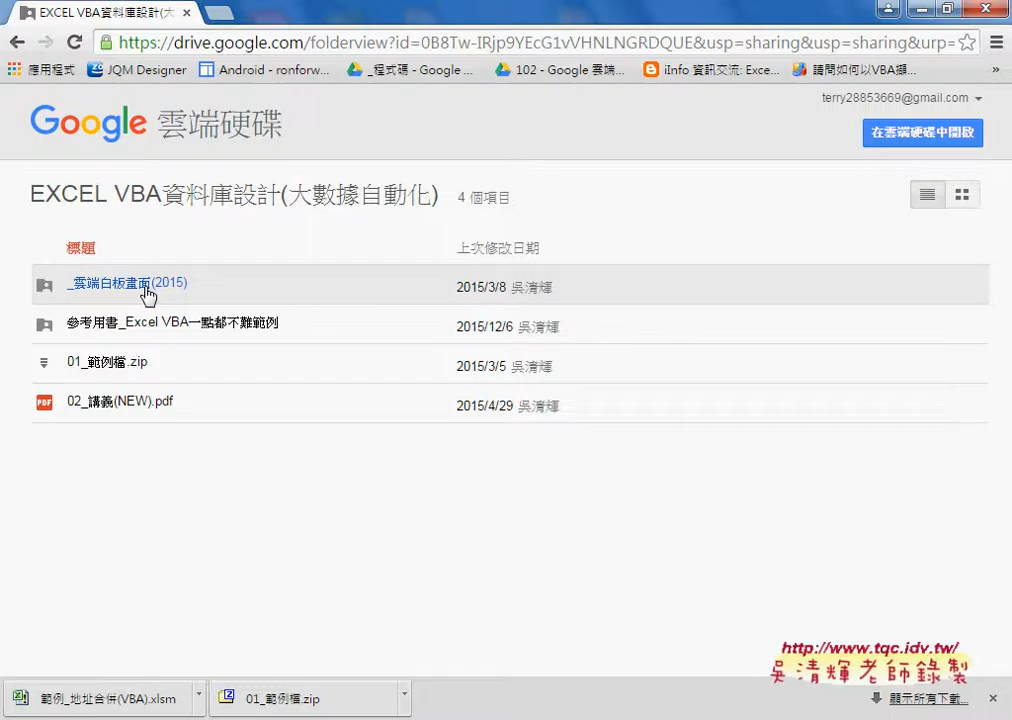 EXCEL VBA資料庫設計(大
https://drive.google.com/folderview?id=0B8Tw-IRjp9YEcG1vVHNLNGRDQUE&usp=sharing&usp=sharing&urp=
應用程式 JQM Designer Android - ronforw... _程式碼 - Google ... 102 - Google 雲端... iInfo 資訊交流: Exce... 請問如何以VBA擷... »
terry28853669@gmail.com
Google 雲端硬碟
在雲端硬碟中開啟
EXCEL VBA資料庫設計(大數據自動化) 4 個項目
標題 上次修改日期
_雲端白板畫面(2015) 2015/3/8 吳清輝
參考用書_Excel VBA一點都不難範例 2015/12/6 吳清輝
01_範例檔.zip 2015/3/5 吳清輝
02_講義(NEW).pdf 2015/4/29 吳清輝
http://www.tqc.idv.tw/
吳清輝老師錄製
範例_地址合併(VBA).xlsm 01_範例檔.zip 顯示所有下載...